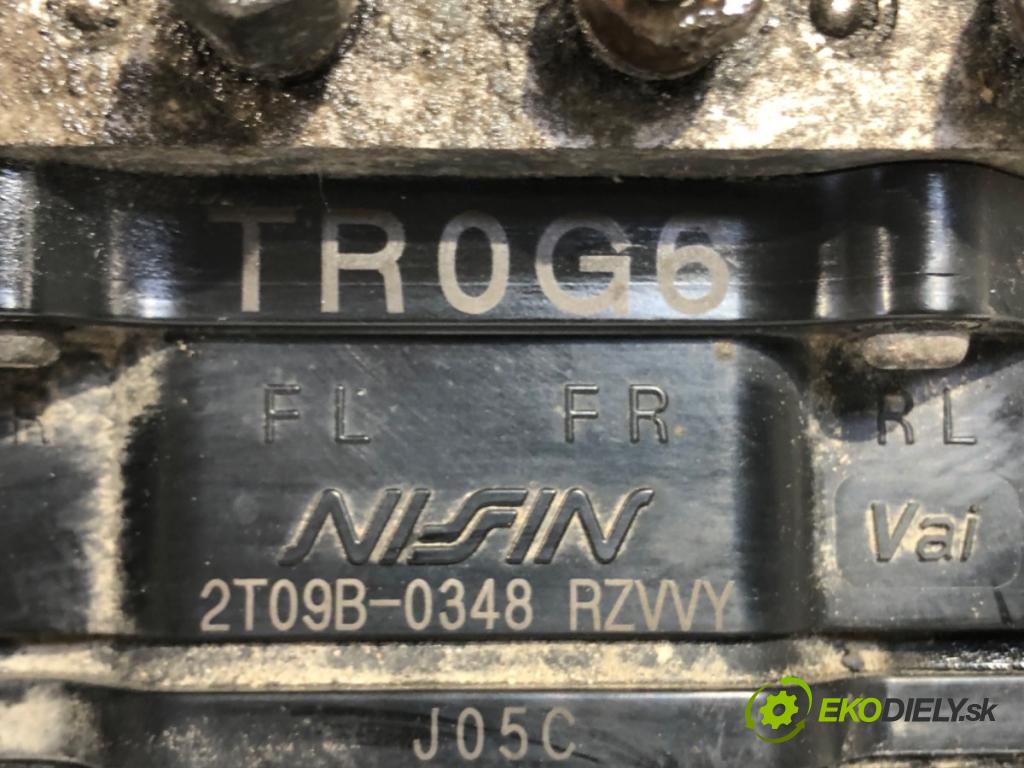 TR0G6
FL FR RL
NISSIN Vai
2T09B-0348 RZVVY
J05C
EKODIELY.sk